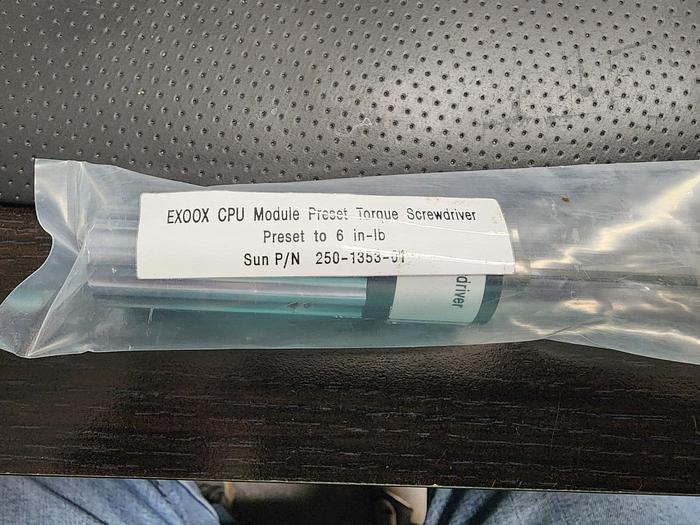 EXOOX CPU Module Preset Torque Screwdriver
Preset to 6 in-lb
Sun P/N 250-1353-01
driver